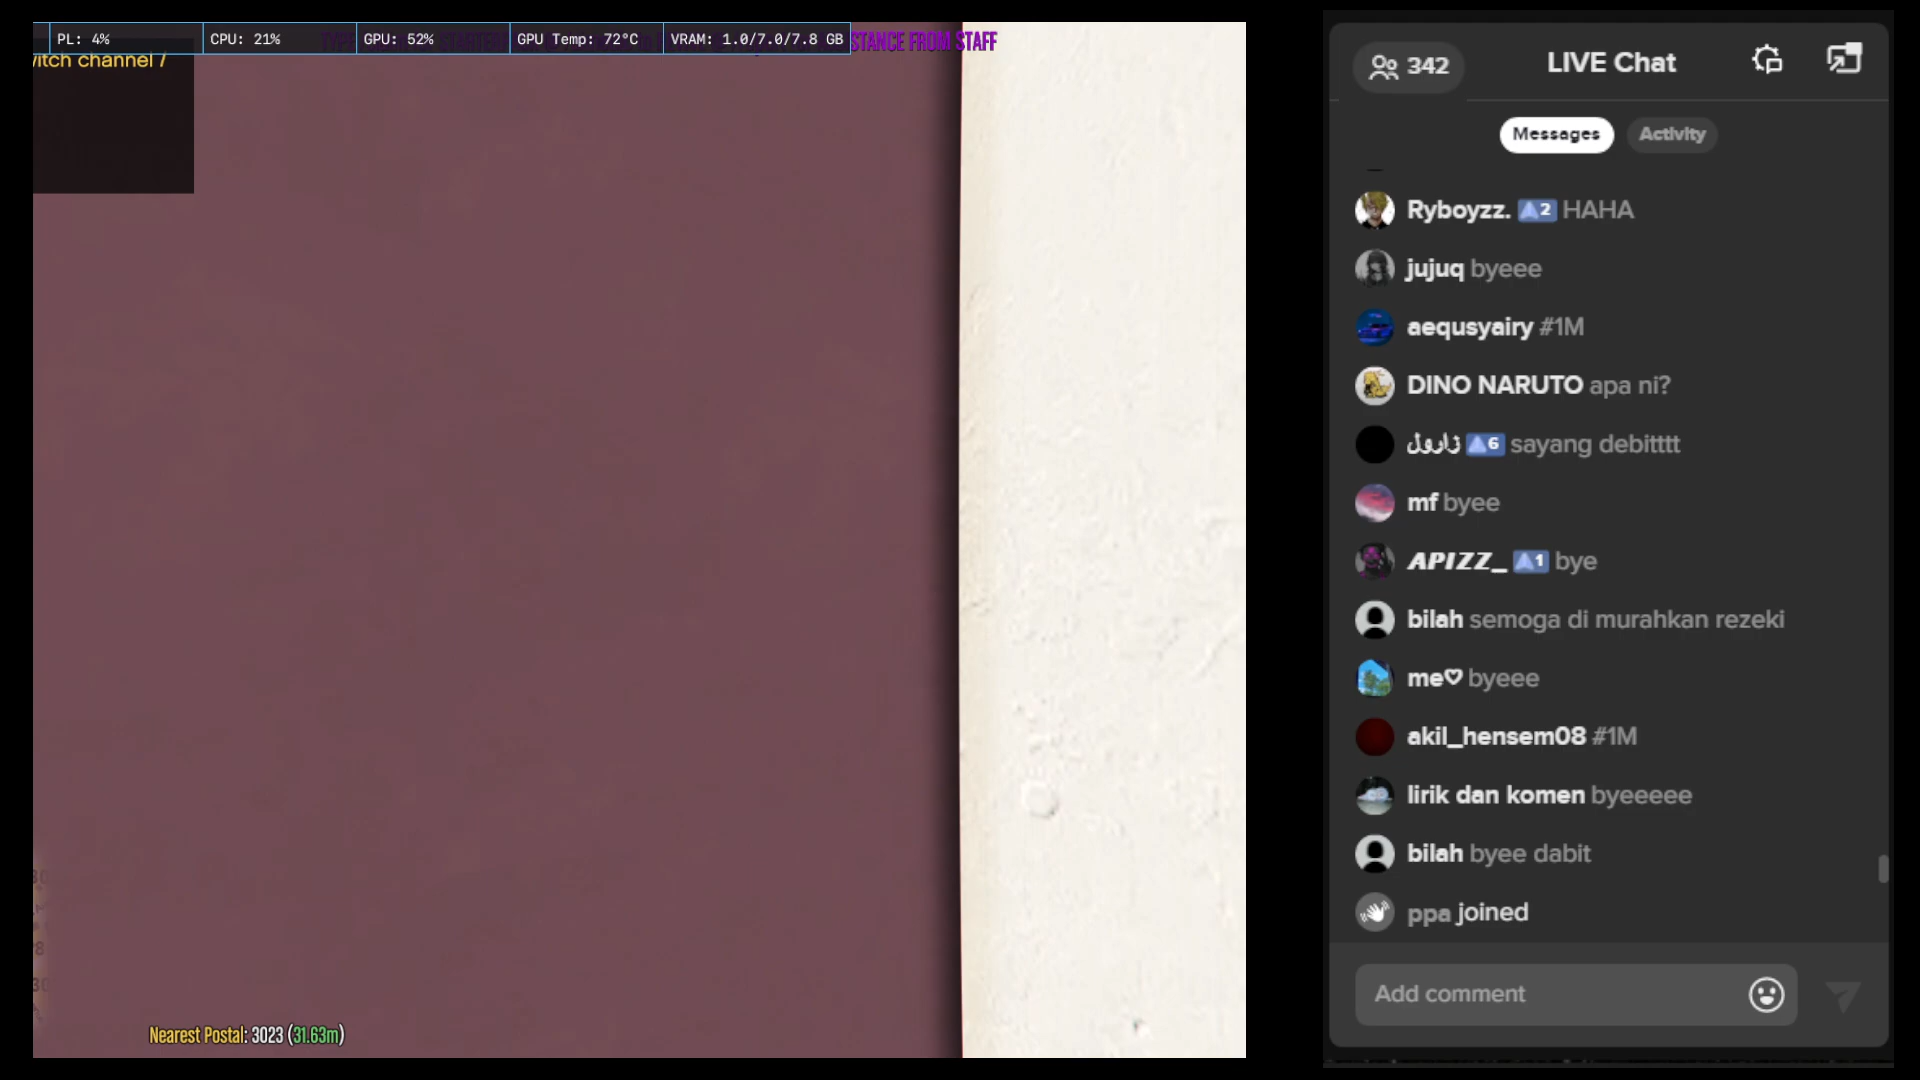 PL: 4%
CPU: 21%
GPU: 52%
GPU Temp: 72°C
VRAM: 1.0/7.0/7.8 GB
STANCE FROM STAFF
witch channel /
Nearest Postal: 3023 (31.63m)
342
LIVE Chat
Messages
Activity
Ryboyzz. 2 HAHA
jujuq byeee
aequsyairy #1M
DINO NARUTO apa ni?
زارول 6 sayang debitttt
mf byee
APIZZ_ 1 bye
bilah semoga di murahkan rezeki
me♡ byeee
akil_hensem08 #1M
lirik dan komen byeeeee
bilah byee dabit
ppa joined
Add comment